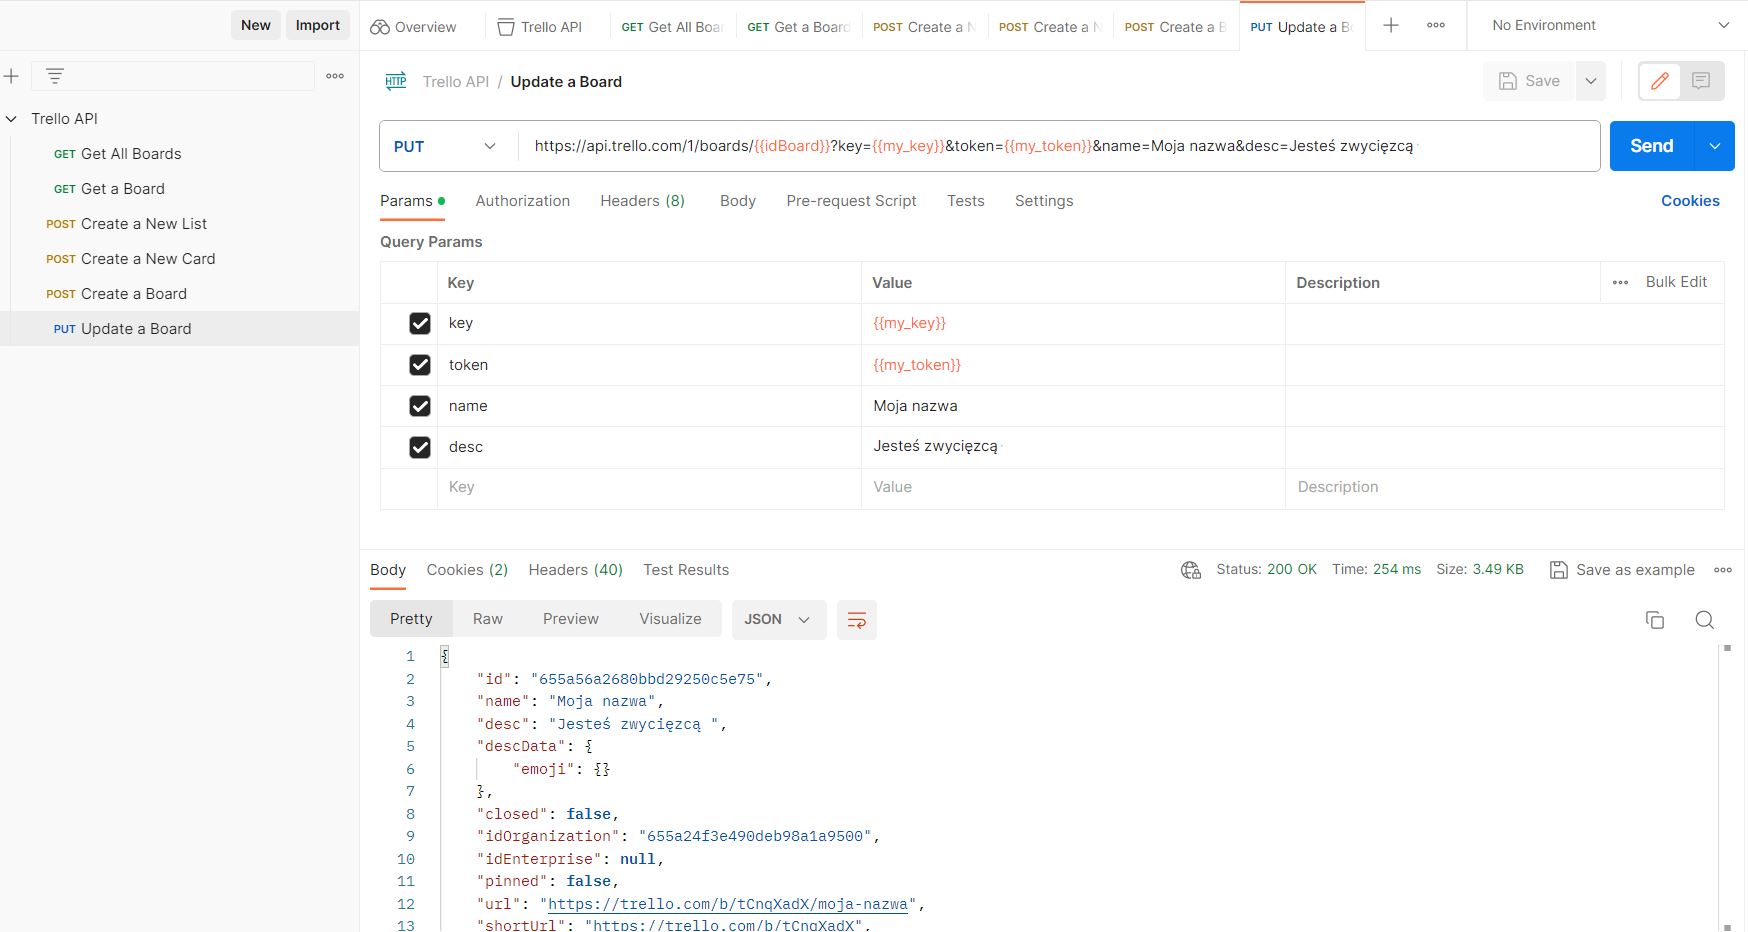 New Import
Overview Trello API GET Get All Boar GET Get a Board POST Create a N POST Create a N POST Create a B PUT Update a Bo No Environment
Trello API / Update a Board Save
Trello API
GET Get All Boards
GET Get a Board
POST Create a New List
POST Create a New Card
POST Create a Board
PUT Update a Board
PUT https://api.trello.com/1/boards/{{idBoard}}?key={{my_key}}&token={{my_token}}&name=Moja nazwa&desc=Jesteś zwycięzcą Send
Params Authorization Headers (8) Body Pre-request Script Tests Settings Cookies
Query Params
Key Value Description Bulk Edit
key {{my_key}}
token {{my_token}}
name Moja nazwa
desc Jesteś zwycięzcą
Key Value Description
Body Cookies (2) Headers (40) Test Results Status: 200 OK Time: 254 ms Size: 3.49 KB Save as example
Pretty Raw Preview Visualize JSON
1 {
2 "id": "655a56a2680bbd29250c5e75",
3 "name": "Moja nazwa",
4 "desc": "Jesteś zwycięzcą ",
5 "descData": {
6 "emoji": {}
7 },
8 "closed": false,
9 "idOrganization": "655a24f3e490deb98a1a9500",
10 "idEnterprise": null,
11 "pinned": false,
12 "url": "https://trello.com/b/tCnqXadX/moja-nazwa",
13 "shortUrl": "https://trello.com/b/tCnqXadX",